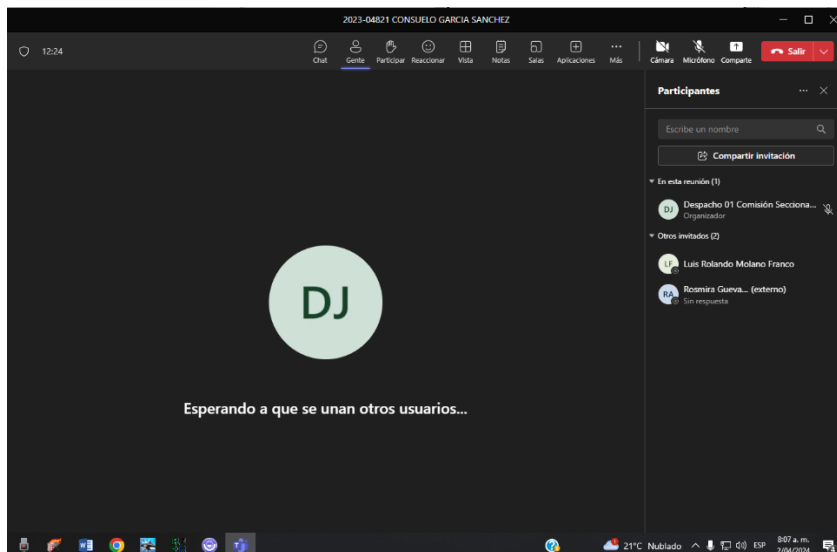 2023-04821 CONSUELO GARCIA SANCHEZ
12:24
Chat Gente Participar Reaccionar Vista Notas Salas Aplicaciones Más Cámara Micrófono Comparte Salir
Participantes
Escribe un nombre
Compartir invitación
En esta reunión (1)
DJ Despacho 01 Comisión Secciona...
Organizador
Otros invitados (2)
LF Luis Rolando Molano Franco
RA Rosmira Gueva... (externo)
Sin respuesta
DJ
Esperando a que se unan otros usuarios...
21°C Nublado ESP 8:07 a. m.
2/04/2024